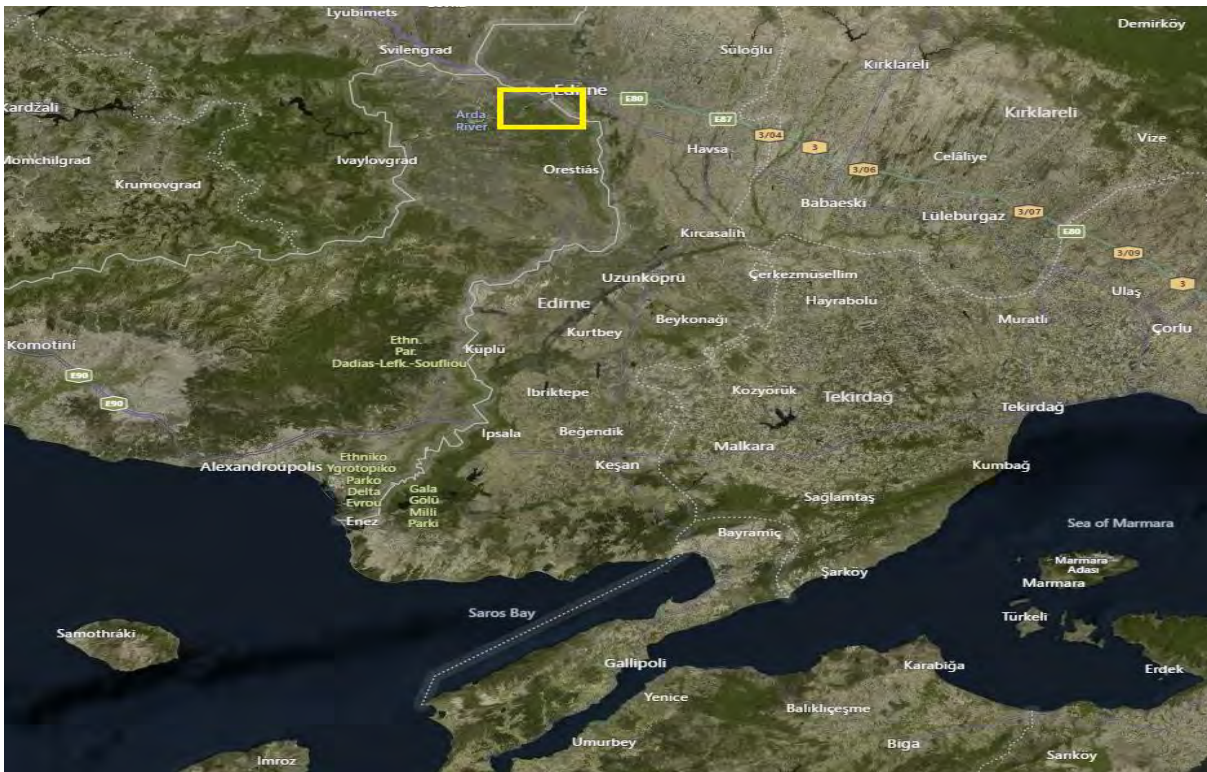 Lyubimets
Demirköy
Svilengrad
Süloğlu
Kırklareli
Edirne
E80
Kardžali
Arda
River
E87
Kırklareli
3/04
3
Vize
Havsa
Momchilgrad
Ivaylovgrad
Celâliye
Orestiás
3/06
Krumovgrad
Babaeski
Lüleburgaz
3/07
Kırcasalih
E80
3/09
Uzunköprü
Çerkezmüsellim
3
Ulaş
Edirne
Hayrabolu
Beykonağı
Muratlı
Kurtbey
Çorlu
Komotiní
Ethn.
Par.
Dadias-Lefk.-Soufliou
Küplü
E90
İbriktepe
Kozyörük
Tekirdağ
E90
Tekirdağ
Ipsala
Beğendik
Malkara
Alexandroúpolis
Ethniko
Ygrotopiko
Parko
Delta
Evrou
Keşan
Kumbağ
Gala
Gölü
Milli
Parki
Sağlamtaş
Enez
Bayramiç
Sea of Marmara
Marmara
Adası
Şarköy
Marmara
Saros Bay
Türkeli
Samothráki
Gallipoli
Karabiğa
Erdek
Yenice
Balıklıçeşme
Umurbey
Biga
Sarıköy
Imroz